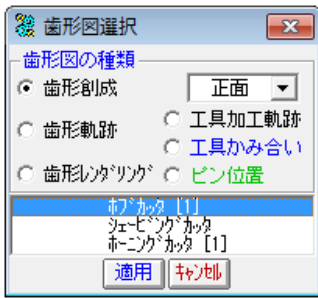 歯形図選択
歯形図の種類
歯形創成
正面
歯形軌跡
工具加工軌跡
工具かみ合い
歯形ﾚﾝﾀﾞﾘﾝｸﾞ
ピン位置
ﾎﾌﾞｶｯﾀ [1]
ｼｪｰﾋﾞﾝｸﾞｶｯﾀ
ﾎｰﾆﾝｸﾞｶｯﾀ [1]
適用
ｷｬﾝｾﾙ